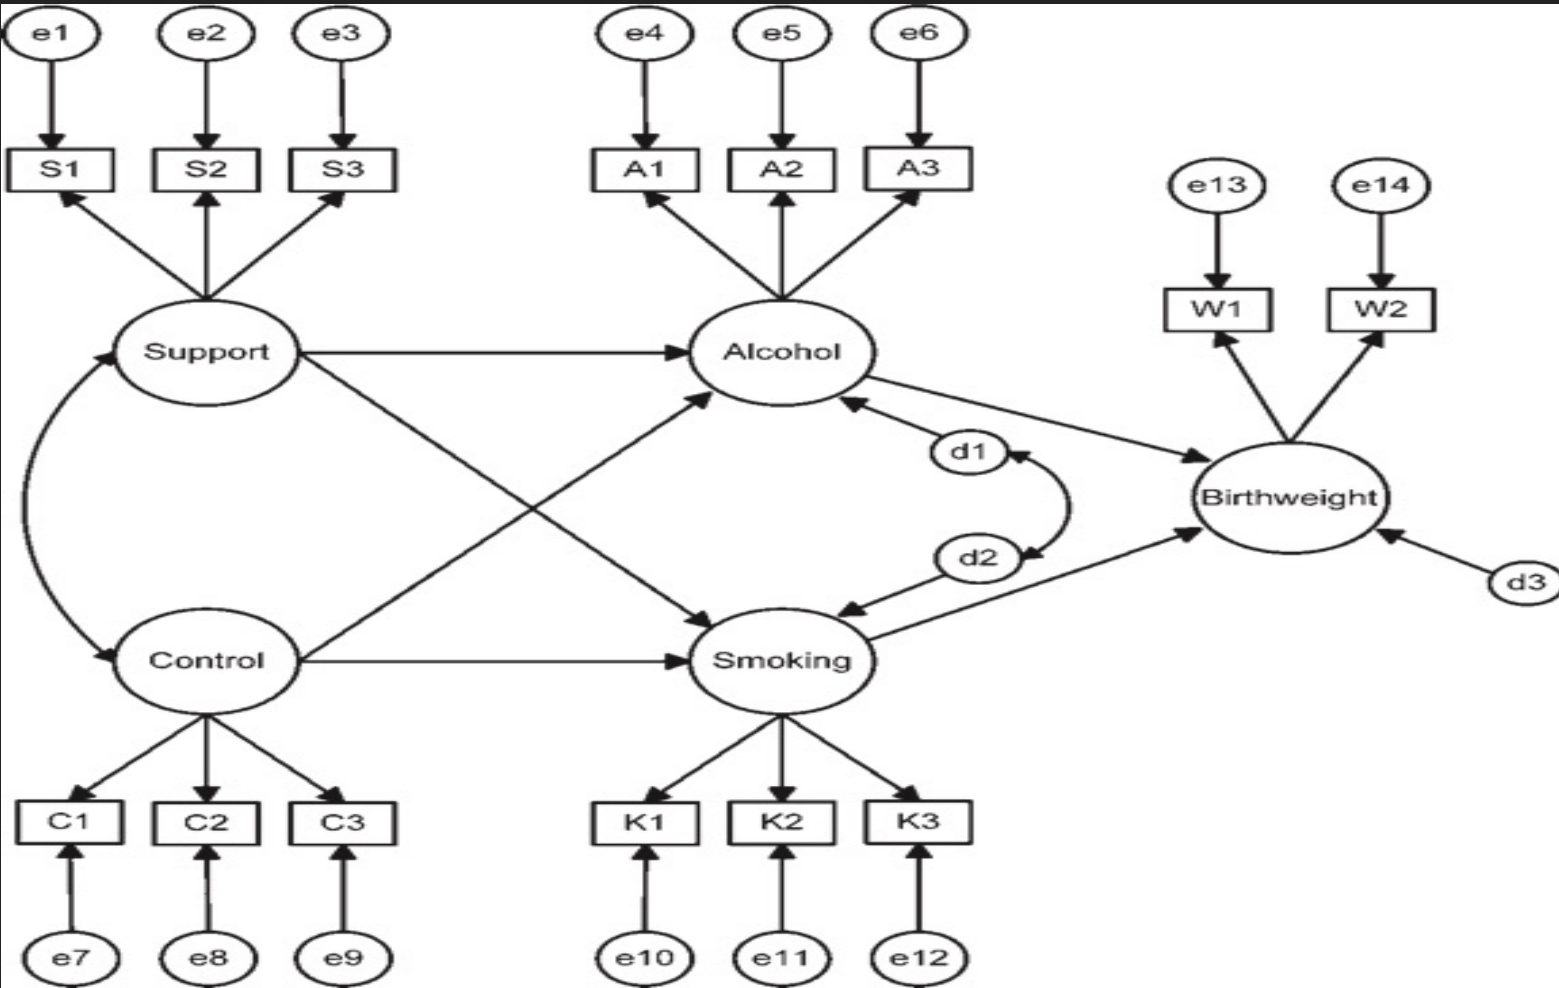 e1 e2 e3 e4 e5 e6
S1 S2 S3 A1 A2 A3
e13 e14
W1 W2
Support Alcohol
d1
Birthweight
d2
d3
Control Smoking
C1 C2 C3 K1 K2 K3
e7 e8 e9 e10 e11 e12